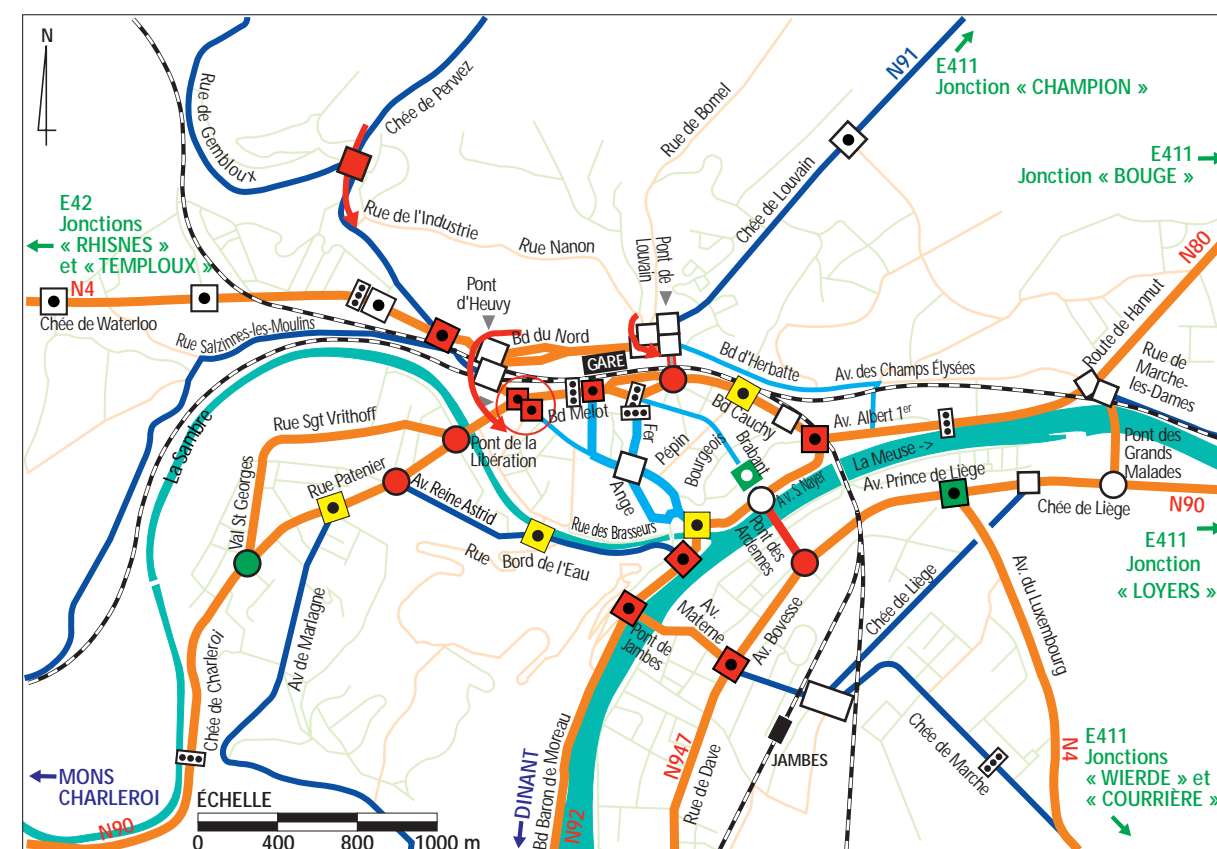 N
Rue de Gembloux
Chée de Perwez
Rue de Bomel
N91
E411
Jonction « CHAMPION »
E411
Jonction « BOUGE »
Chée de Louvain
E42
Jonctions
« RHISNES »
et « TEMPLOUX »
N4
Chée de Waterloo
Rue de l'Industrie
Rue Nanon
Pont de
Louvain
N80
Route de Hannut
Rue de
Marche-
les-Dames
Pont
d'Heuvy
Rue Salzinnes-les-Moulins
Bd du Nord
GARE
Bd d'Herbatte
Av. des Champs Élysées
Bd Melot
Bd Cauchy
Av. Albert 1er
La Sambre
Rue Sgt Vrithoff
Pont de la
Libération
Fer
Pépin
Bourgeois
Brabant
Ange
La Meuse ->
Av. Prince de Liège
Av. S. Najer
Pont des
Grands
Malades
Chée de Liège
N90
Rue Patenier
Val St Georges
Av. Reine Astrid
Rue des Brasseurs
Rue Bord de l'Eau
Pont des
Ardennes
E411
Jonction
« LOYERS »
Chée de Liège
Av. du Luxembourg
Av.
Materne
Av. Bovesse
Pont de
Jambes
Av de Marlagne
Chée de Charleroi
Chée de Marche
N4
E411
Jonctions
« WIERDE » et
« COURRIÈRE »
MONS
CHARLEROI
N90
ÉCHELLE
0 400 800 1000 m
DINANT
Bd Baron de Moreau
N92
N947
Rue de Dave
JAMBES